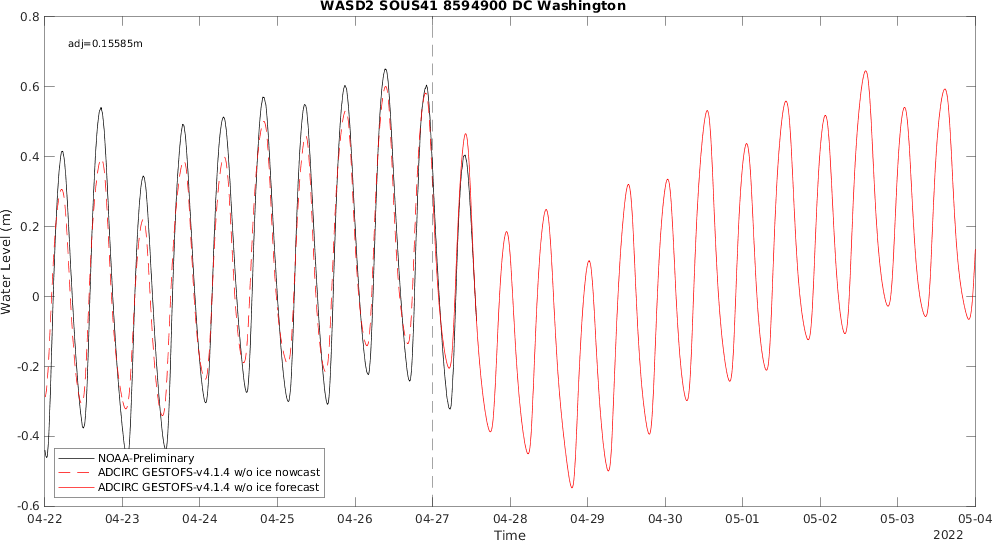 WASD2 SOUS41 8594900 DC Washington
adj=0.15585m
0.8
0.6
0.4
0.2
0
-0.2
-0.4
-0.6
Water Level (m)
NOAA-Preliminary
ADCIRC GESTOFS-v4.1.4 w/o ice nowcast
ADCIRC GESTOFS-v4.1.4 w/o ice forecast
04-22 04-23 04-24 04-25 04-26 04-27 04-28 04-29 04-30 05-01 05-02 05-03 05-04
Time
2022